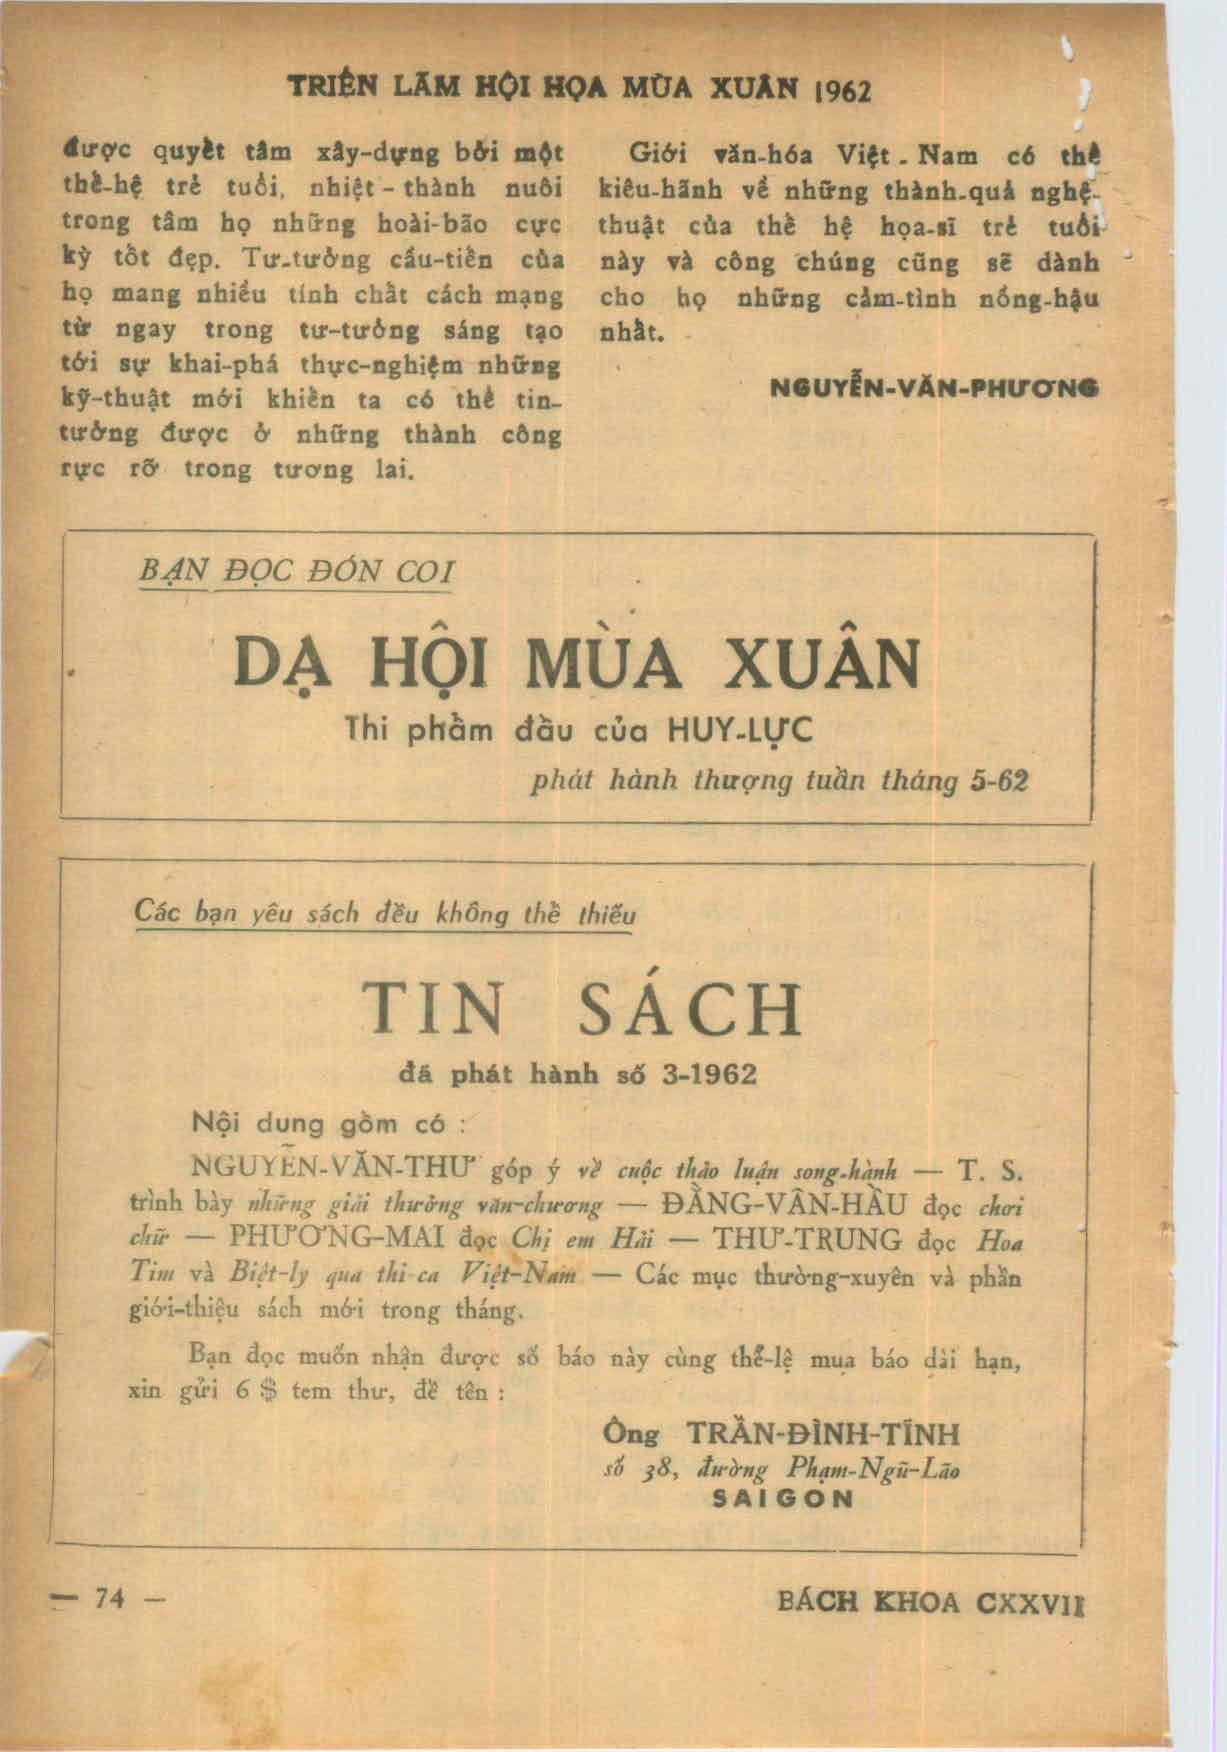 TRIỂN LÃM HỘI HỌA MÙA XUÂN 1962
được quyết tâm xây-dựng bởi một
thế-hệ trẻ tuổi, nhiệt-thành nuôi
trong tâm họ những hoài-bão cực
kỳ tốt đẹp. Tư-tưởng cầu-tiến của
họ mang nhiều tính chất cách mạng
từ ngay trong tư-tưởng sáng tạo
tới sự khai-phá thực-nghiệm những
kỹ-thuật mới khiến ta có thể tin-
tưởng được ở những thành công
rực rỡ trong tương lai.
Giới văn-hóa Việt-Nam có thể
kiêu-hãnh về những thành-quả nghệ-
thuật của thế hệ họa-sĩ trẻ tuổi
này và công chúng cũng sẽ dành
cho họ những cảm-tình nồng-hậu
nhất.
NGUYỄN-VĂN-PHƯƠNG
BẠN ĐỌC ĐÓN COI
DẠ HỘI MÙA XUÂN
Thi phẩm đầu của HUY-LỰC
phát hành thượng tuần tháng 5-62
Các bạn yêu sách đều không thể thiếu
TIN SÁCH
đã phát hành số 3-1962
Nội dung gồm có :
NGUYỄN-VĂN-THƯ góp ý về cuộc thảo luận song-hành — T. S.
trình bày những giải thưởng văn-chương — ĐẰNG-VÂN-HẦU đọc chơi
chữ — PHƯƠNG-MAI đọc Chị em Hải — THƯ-TRUNG đọc Hoa
Tim và Biệt-ly qua thi-ca Việt-Nam — Các mục thường-xuyên và phần
giới-thiệu sách mới trong tháng.
Bạn đọc muốn nhận được số báo này cùng thể-lệ mua báo dài hạn,
xin gửi 6 $ tem thư, đề tên :
Ông TRẦN-ĐÌNH-TĨNH
số 38, đường Phạm-Ngũ-Lão
SAIGON
— 74 —
BÁCH KHOA CXXVII